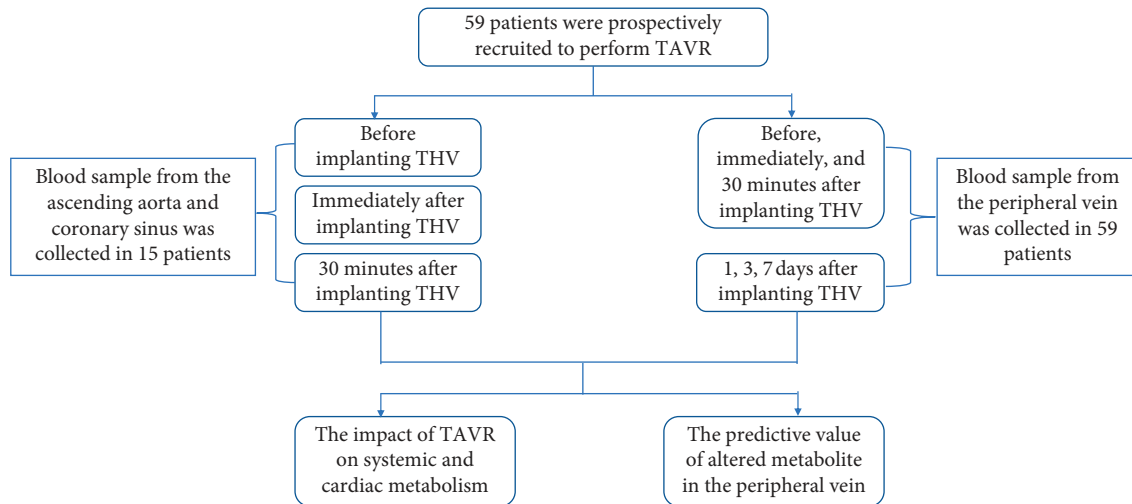 59 patients were prospectively
recruited to perform TAVR
Before
implanting THV
Immediately after
implanting THV
30 minutes after
implanting THV
Blood sample from the
ascending aorta and
coronary sinus was
collected in 15 patients
Before,
immediately, and
30 minutes after
implanting THV
1, 3, 7 days after
implanting THV
Blood sample from
the peripheral vein
was collected in 59
patients
The impact of TAVR
on systemic and
cardiac metabolism
The predictive value
of altered metabolite
in the peripheral vein